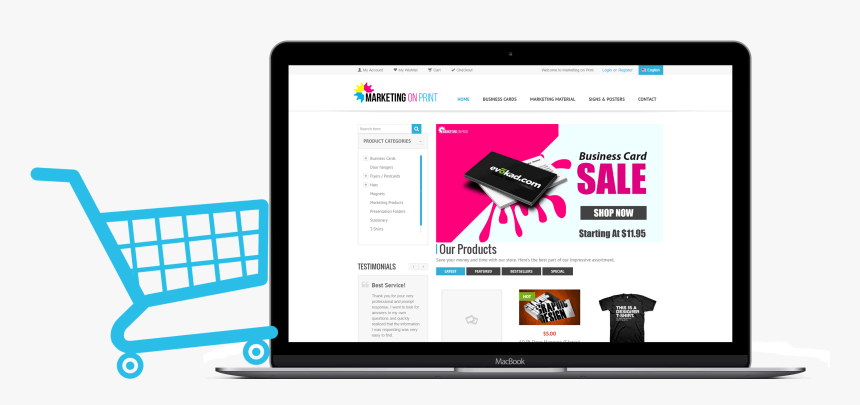 My Account My Wishlist Cart Checkout Welcome to Marketing on Print Login or Register English
MARKETING ON PRINT
HOME BUSINESS CARDS MARKETING MATERIAL SIGNS & POSTERS CONTACT
Search here
PRODUCT CATEGORIES
Business Cards
Door hangers
Flyers / Postcards
Hats
Magnets
Marketing Products
Presentation Folders
Stationary
T-Shirts
MARKETING ON PRINT
evokad.com
Business Card
SALE
SHOP NOW
Starting At $11.95
Our Products
Save your money and time with our store. Here's the best part of our impressive assortment.
LATEST FEATURED BESTSELLERS SPECIAL
TESTIMONIALS
Best Service!
Thank you for your very
professional and prompt
response. I want to look for
answers to my own
questions and quickly
realized that the information
I was requesting was very
easy to find
HOT
GRAPHIC
DESIGN
$5.00
THIS IS A
DESIGNER
T-SHIRT.
MacBook